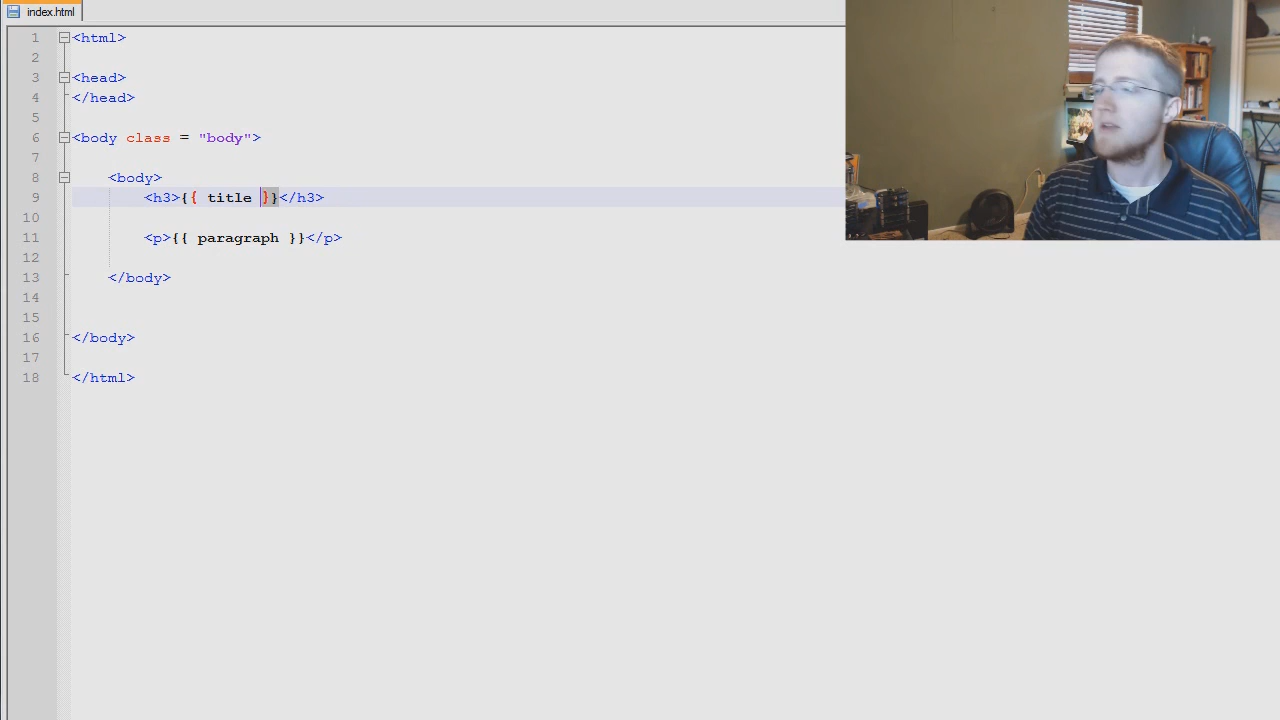 index.html
1 <html>
2
3 <head>
4 </head>
5
6 <body class = "body">
7
8 <body>
9 <h3>{{ title }}</h3>
10
11 <p>{{ paragraph }}</p>
12
13 </body>
14
15
16 </body>
17
18 </html>